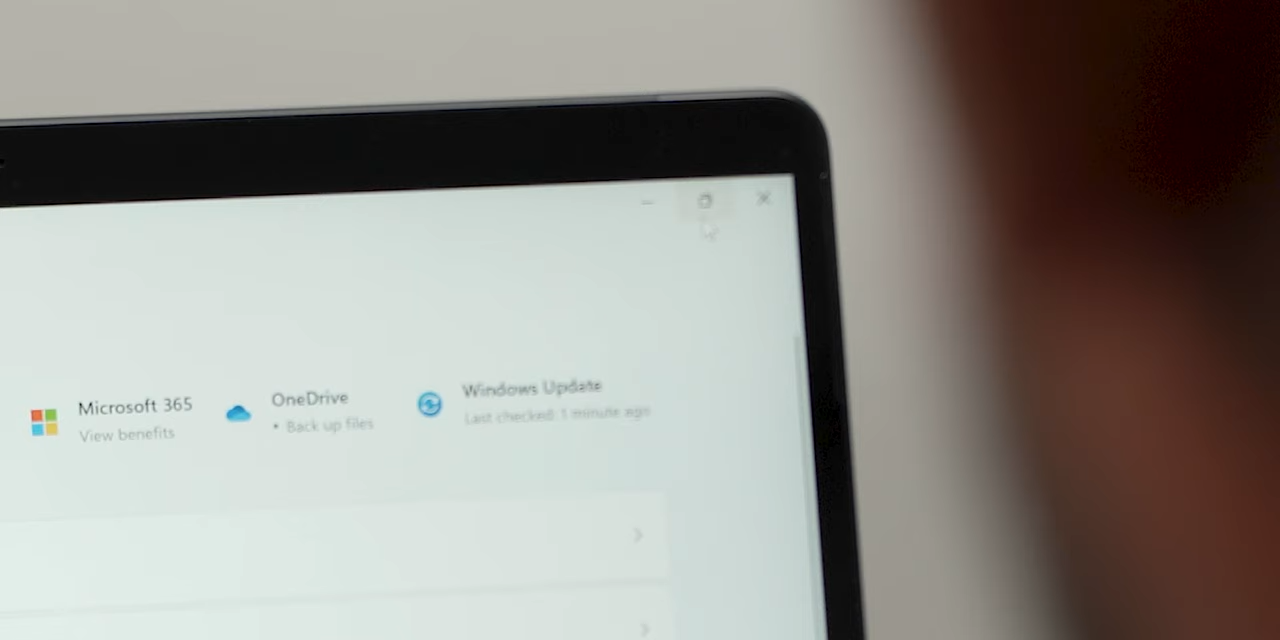 Microsoft 365
View benefits
OneDrive
• Back up files
Windows Update
Last checked: 1 minute ago